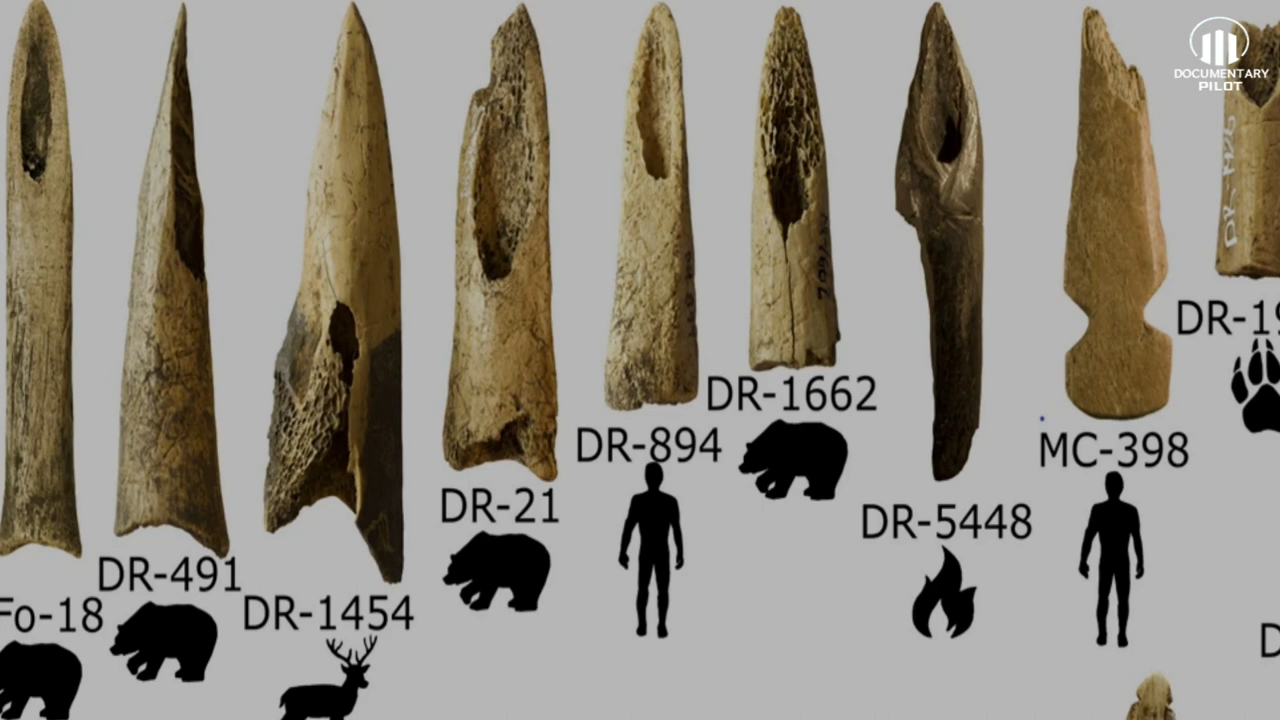 DOCUMENTARY
PILOT
DR-19
DR-1662
DR-894
MC-398
DR-21
DR-5448
DR-491
Fo-18
DR-1454
D